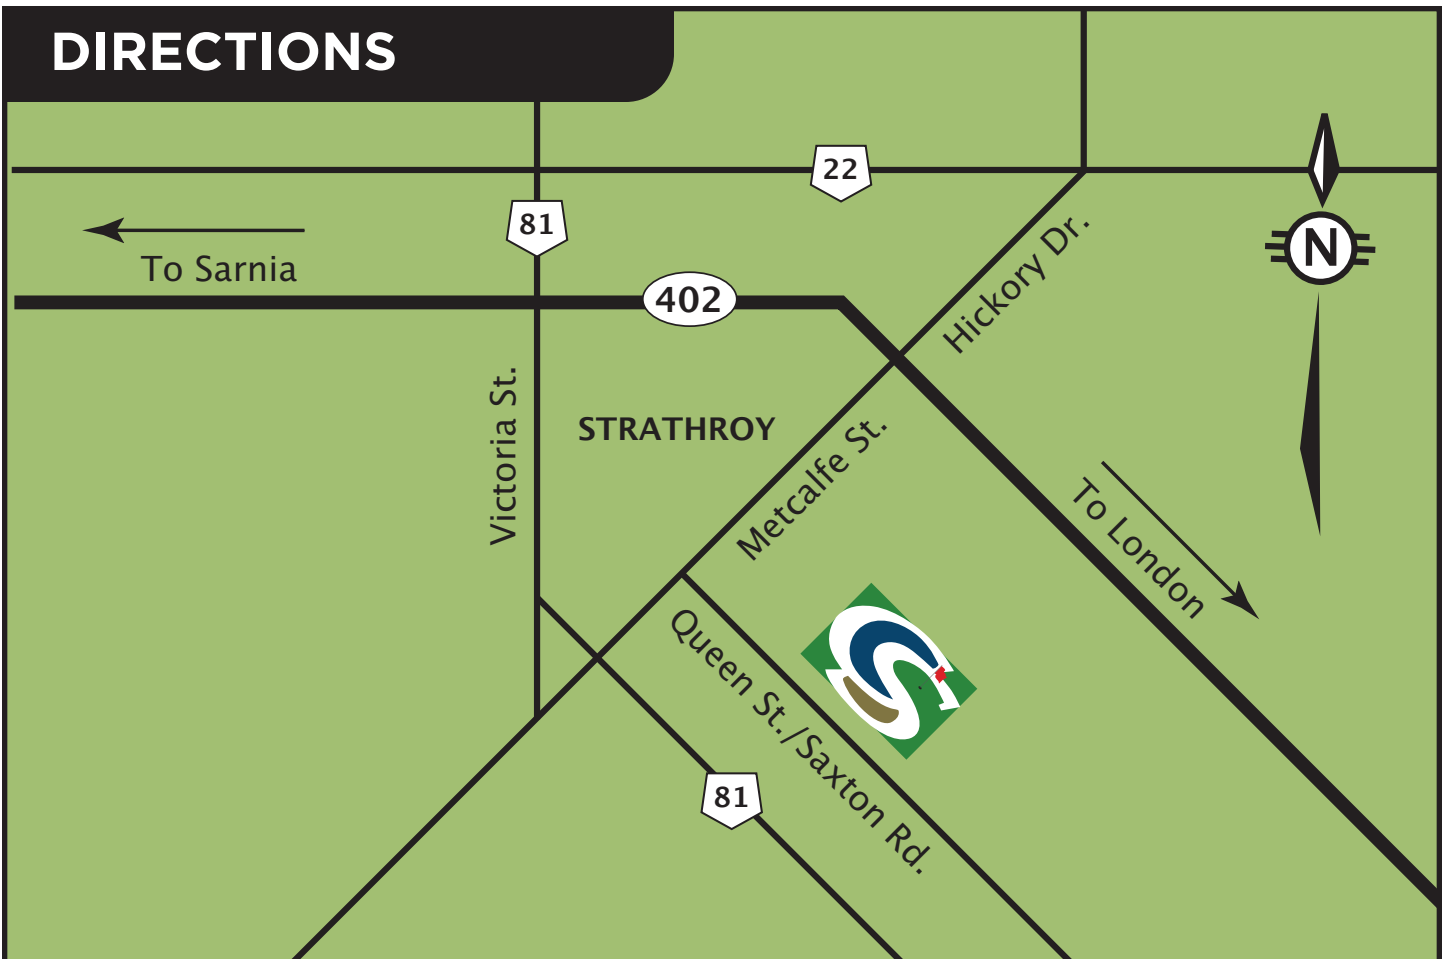 DIRECTIONS
22
81
To Sarnia
402
Hickory Dr.
N
Victoria St.
STRATHROY
Metcalfe St.
To London
Queen St./Saxton Rd.
81